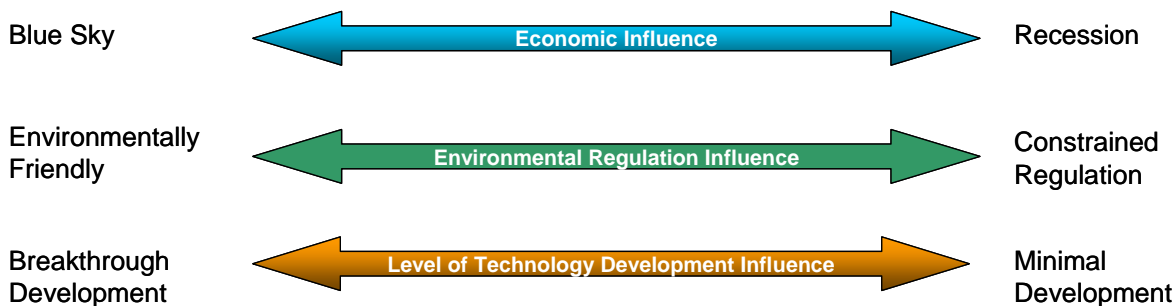 Blue Sky
Economic Influence
Recession
Environmentally
Friendly
Environmental Regulation Influence
Constrained
Regulation
Breakthrough
Development
Level of Technology Development Influence
Minimal
Development